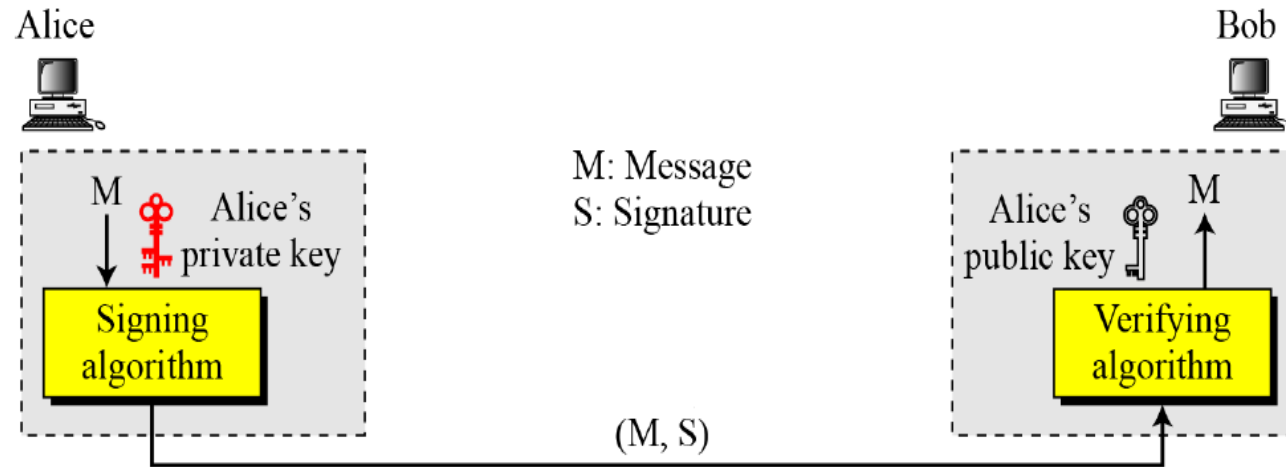 Alice
Bob
M: Message
S: Signature
M
Alice’s
private key
Signing
algorithm
Alice’s
public key
M
Verifying
algorithm
(M, S)